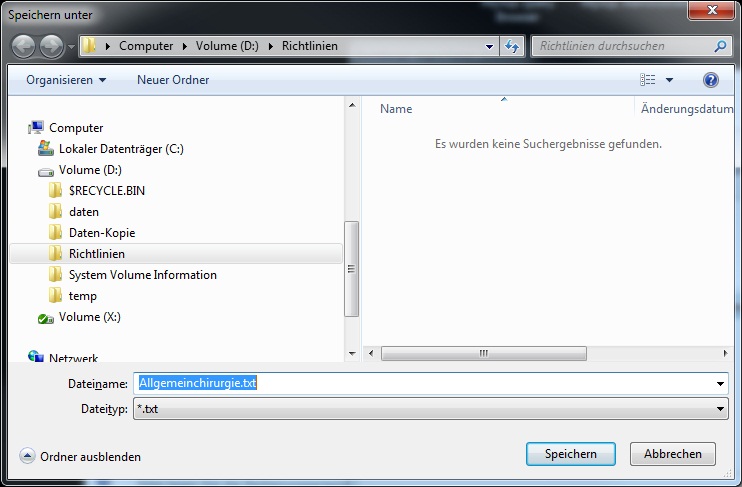 Speichern unter
Computer Volume (D:) Richtlinien
Richtlinien durchsuchen
Organisieren Neuer Ordner
Computer
Lokaler Datenträger (C:)
Volume (D:)
$RECYCLE.BIN
daten
Daten-Kopie
Richtlinien
System Volume Information
temp
Volume (X:)
Netzwerk
Name Änderungsdatum
Es wurden keine Suchergebnisse gefunden.
Dateiname: Allgemeinchirurgie.txt
Dateityp: *.txt
Ordner ausblenden
Speichern Abbrechen